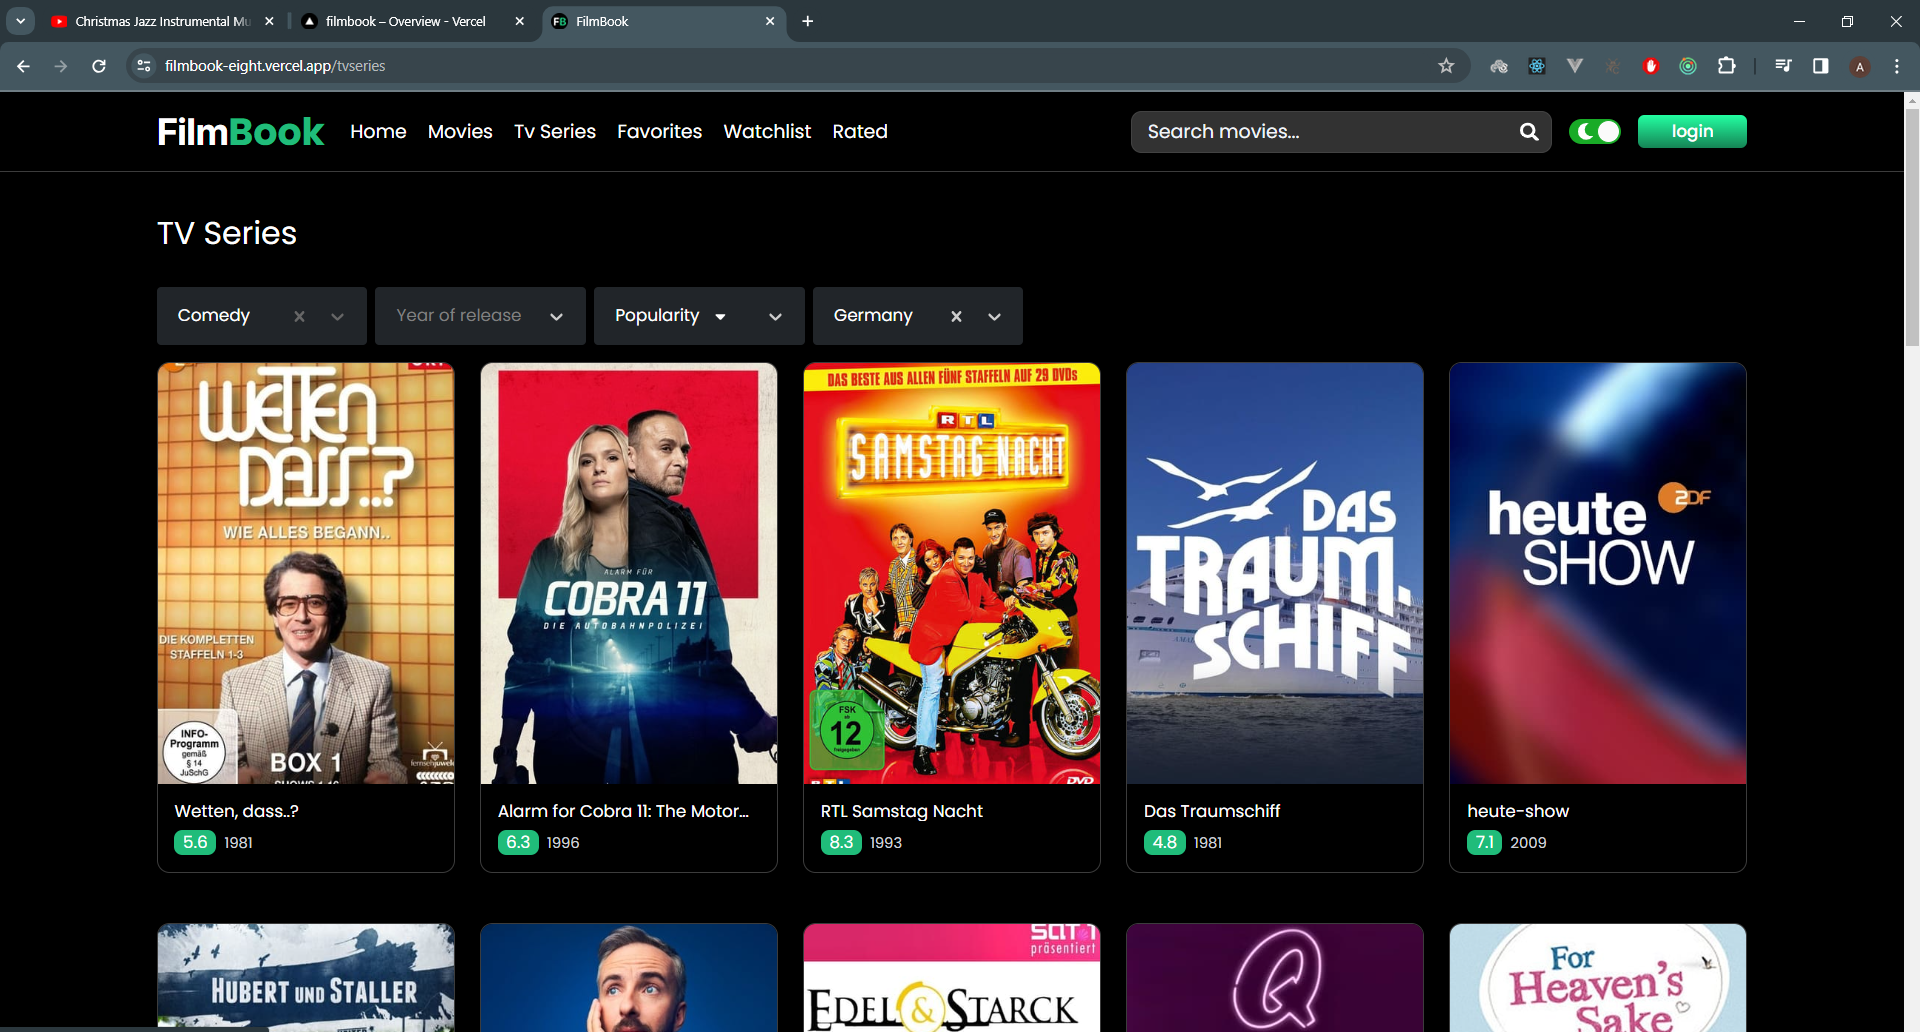 Christmas Jazz Instrumental Mu
filmbook – Overview - Vercel
FB
FilmBook
filmbook-eight.vercel.app/tvseries
A
FilmBook
Home
Movies
Tv Series
Favorites
Watchlist
Rated
Search movies...
login
TV Series
Comedy
Year of release
Popularity
Germany
WETTEN
DASS..?
WIE ALLES BEGANN..
DIE KOMPLETTEN
STAFFELN 1-3
INFO-
Programm
gemäß
§ 14
JuSchG
BOX 1
ALARM FÜR
COBRA 11
DIE AUTOBAHNPOLIZEI
DAS BESTE AUS ALLEN FÜNF STAFFELN AUF 29 DVDs
RTL
SAMSTAG NACHT
FSK
ab
12
freigegeben
DVD
DAS
TRAUM.
SCHIFF
heute ZDF
SHOW
Wetten, dass..?
5.6 1981
Alarm for Cobra 11: The Motor...
6.3 1996
RTL Samstag Nacht
8.3 1993
Das Traumschiff
4.8 1981
heute-show
7.1 2009
HUBERT UND STALLER
SAT.1
präsentiert
EDEL & STARCK
Q
For
Heaven's
Sake